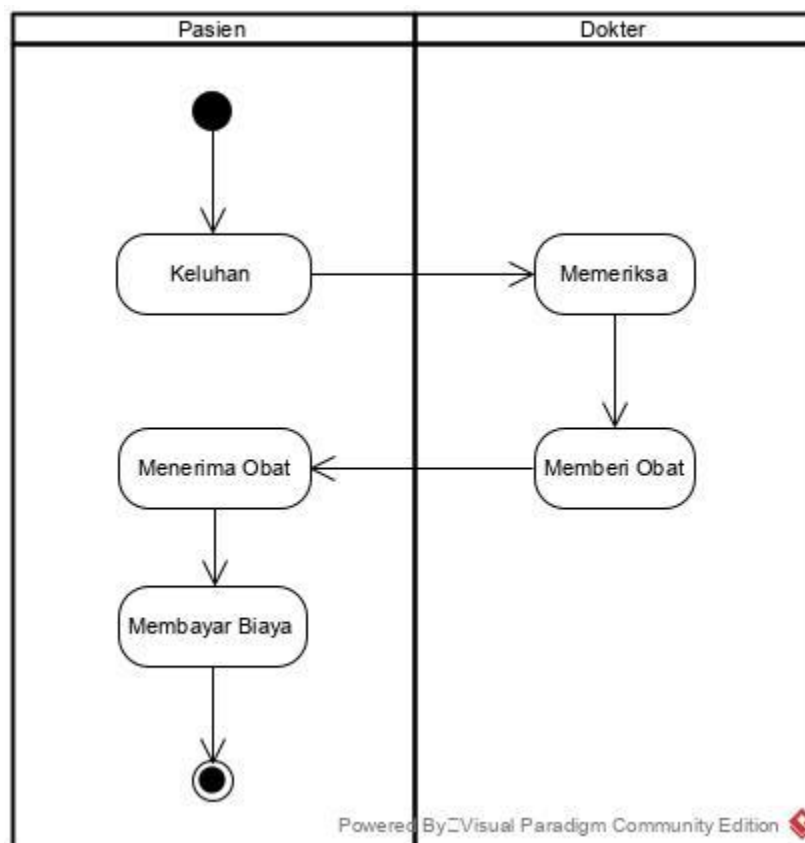 Pasien
Dokter
Keluhan
Memeriksa
Menerima Obat
Memberi Obat
Membayar Biaya
Powered By□Visual Paradigm Community Edition